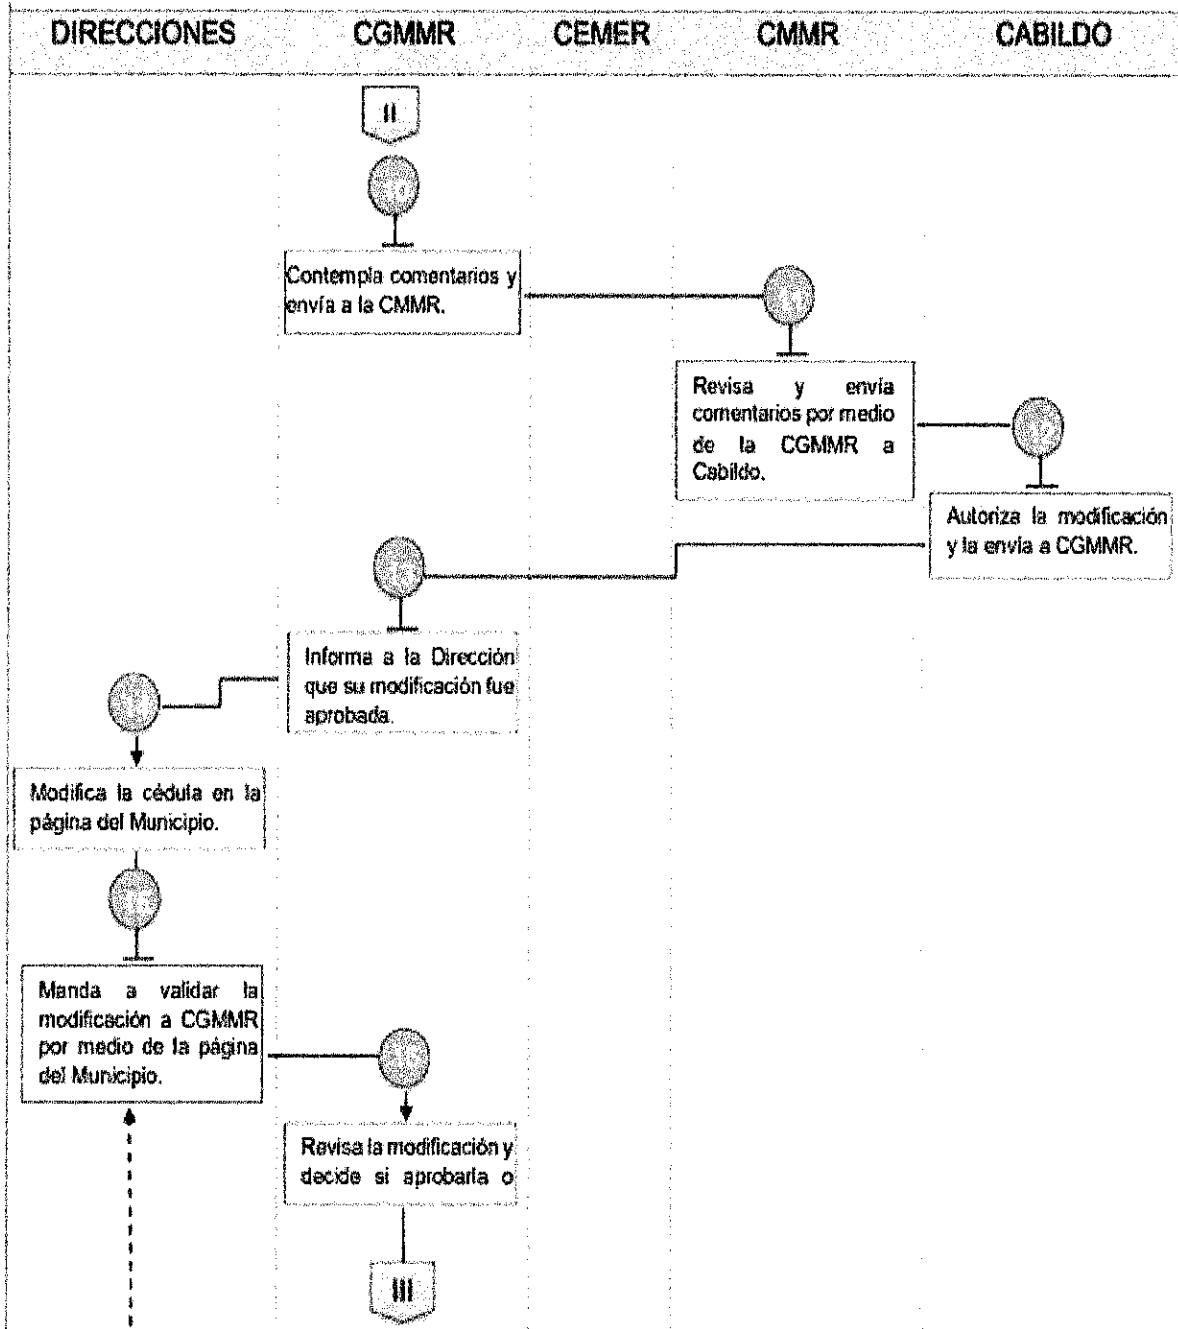 DIRECCIONES CGMMR CEMER CMMR CABILDO
II
Contempla comentarios y
envía a la CMMR.
Revisa y envía
comentarios por medio
de la CGMMR a
Cabildo.
Autoriza la modificación
y la envía a CGMMR.
Informa a la Dirección
que su modificación fue
aprobada.
Modifica la cédula en la
página del Municipio.
Manda a validar la
modificación a CGMMR
por medio de la página
del Municipio.
Revisa la modificación y
decide si aprobarla o
III